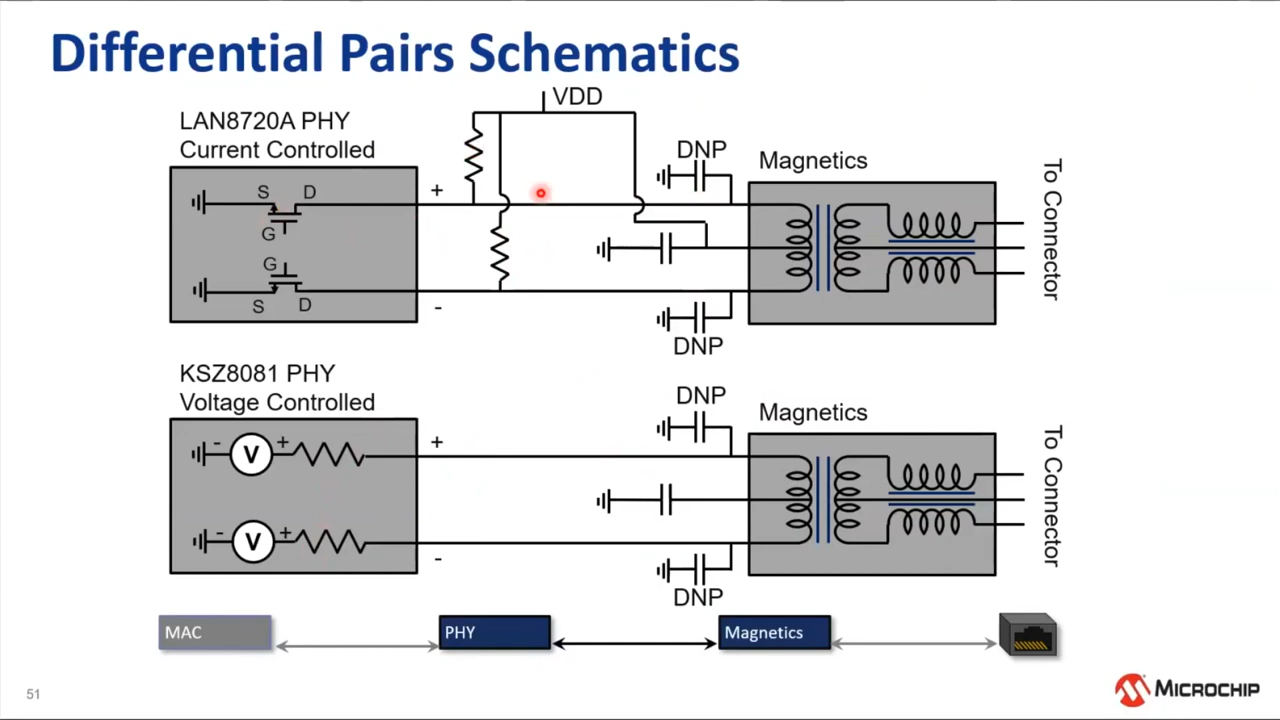 Differential Pairs Schematics
VDD
LAN8720A PHY
Current Controlled
DNP
Magnetics
To Connector
S D
G
G
S D
+
-
DNP
KSZ8081 PHY
Voltage Controlled
DNP
Magnetics
To Connector
- + V
- + V
+
-
DNP
MAC
PHY
Magnetics
51
MICROCHIP